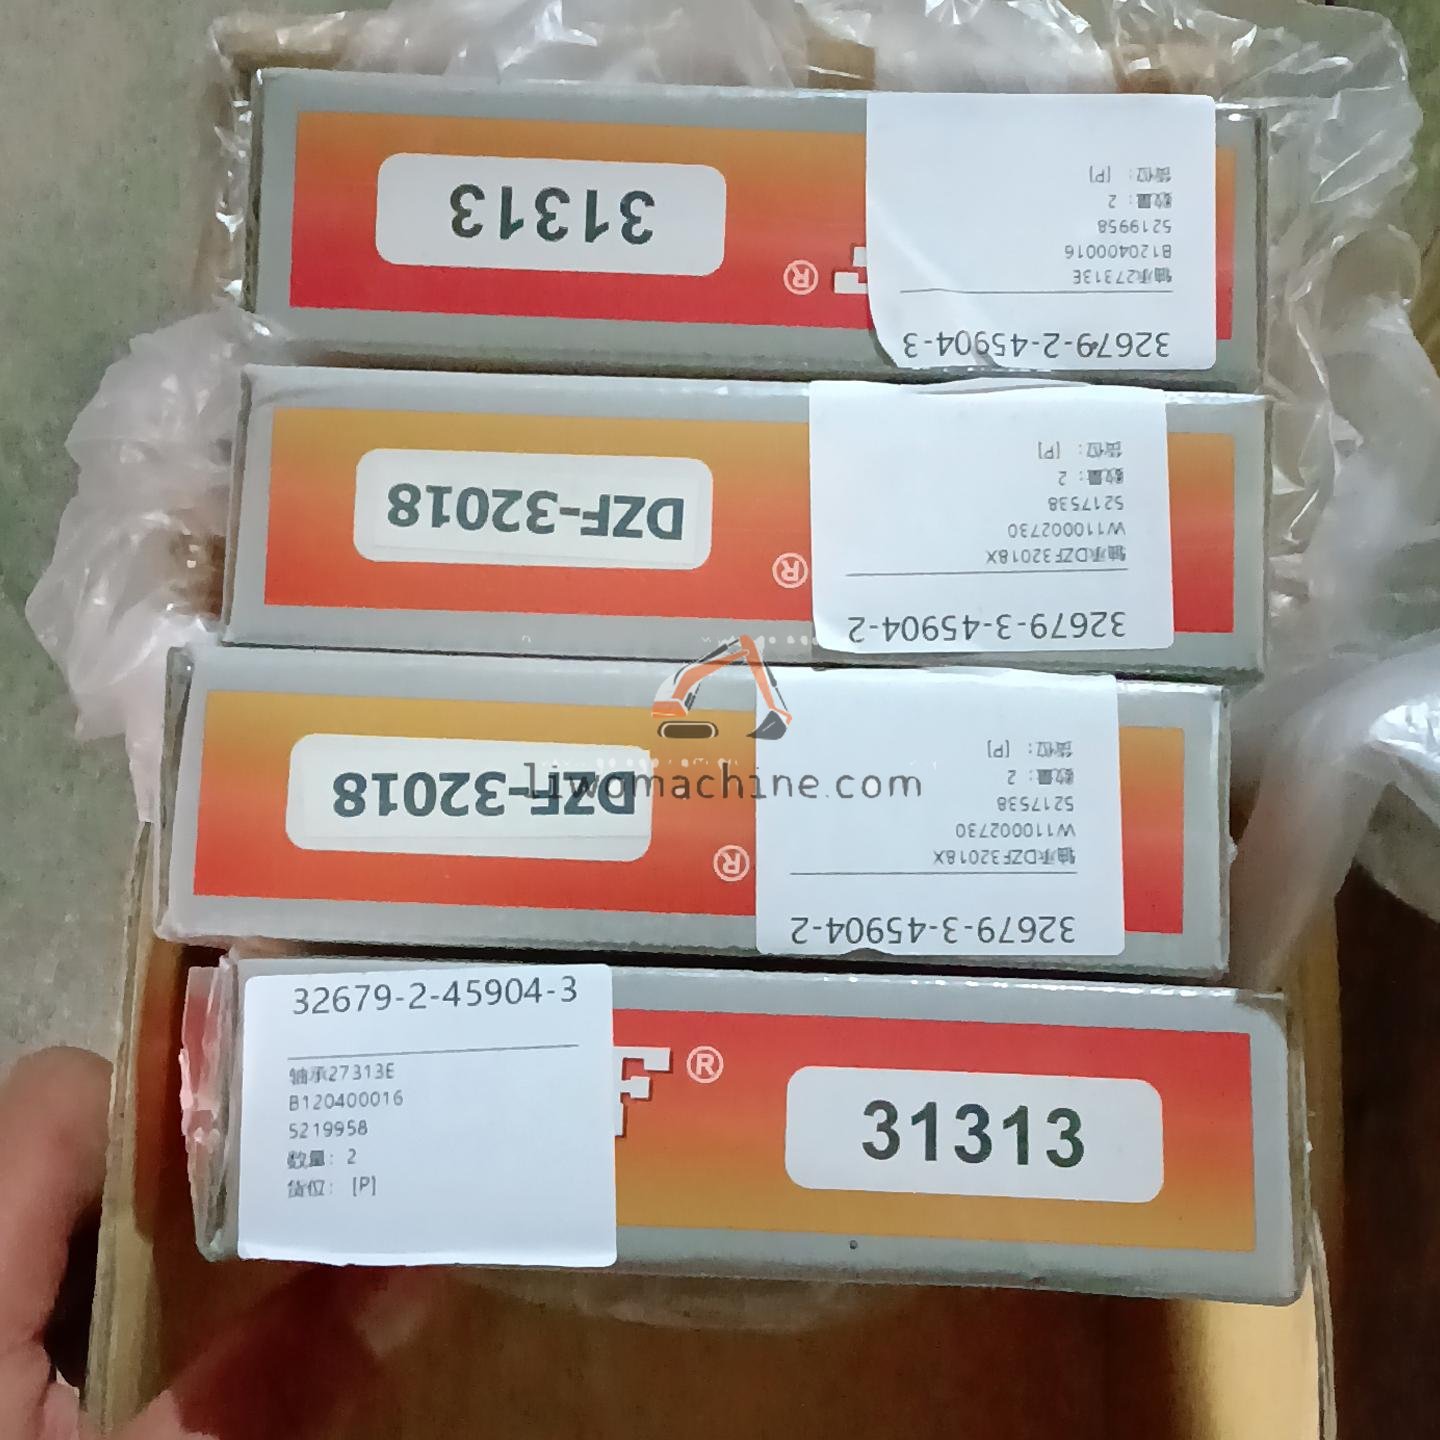 31313
®
32679-2-45904-3
轴承27313E
B120400016
5219958
数量: 2
货位: [P]
DZF-32018
®
32679-3-45904-2
轴承DZF32018X
W110002730
5217538
数量: 2
货位: [P]
liwomachine.com
DZF-32018
®
32679-3-45904-2
轴承DZF32018X
W110002730
5217538
数量: 2
货位: [P]
32679-2-45904-3
轴承27313E
B120400016
5219958
数量: 2
货位: [P]
F®
31313